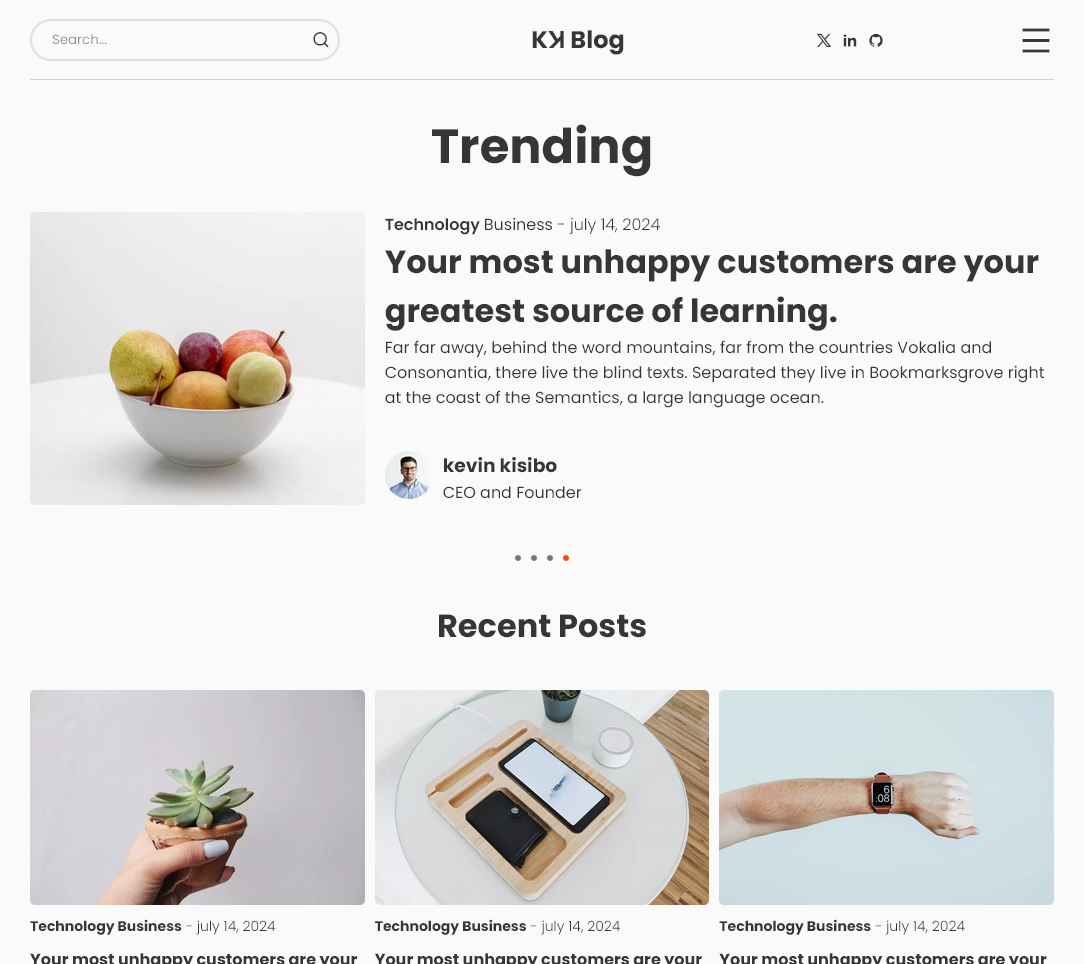 Search...
KK Blog
Trending
Technology Business - july 14, 2024
Your most unhappy customers are your
greatest source of learning.
Far far away, behind the word mountains, far from the countries Vokalia and
Consonantia, there live the blind texts. Separated they live in Bookmarksgrove right
at the coast of the Semantics, a large language ocean.
kevin kisibo
CEO and Founder
Recent Posts
6
:08
Technology Business - july 14, 2024
Technology Business - july 14, 2024
Technology Business - july 14, 2024
Your most unhappy customers are your
Your most unhappy customers are your
Your most unhappy customers are your